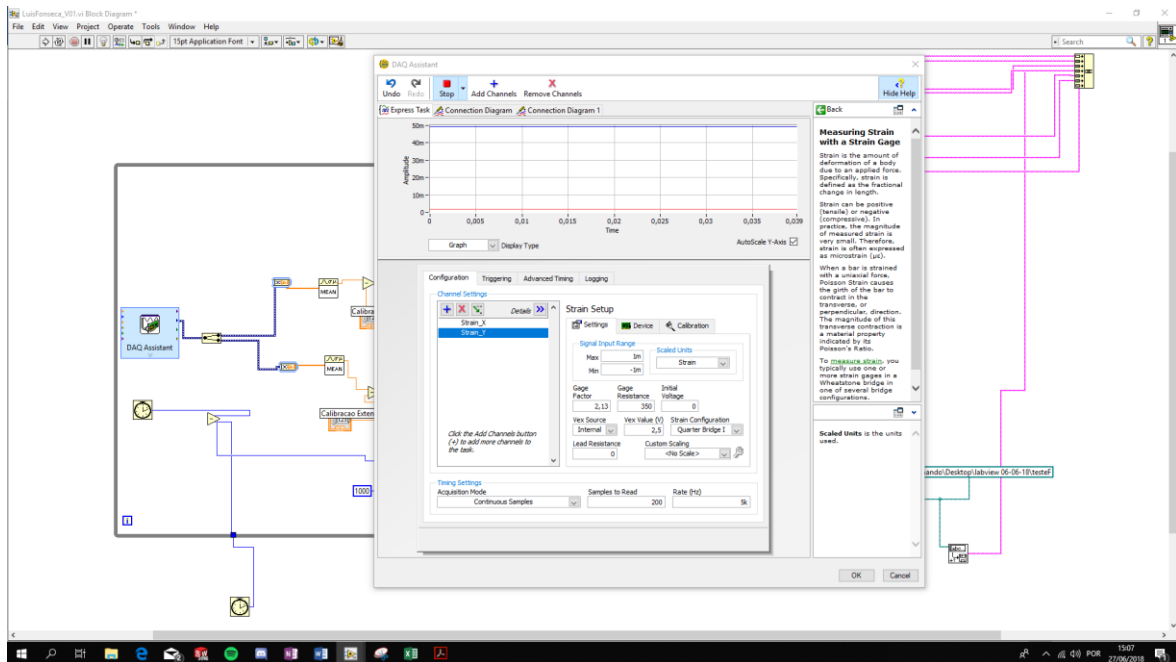 LuisFonseca_V01.vi Block Diagram *
File Edit View Project Operate Tools Window Help
15pt Application Font
Search
DAQ Assistant
Undo Redo Stop Add Channels Remove Channels Hide Help
Express Task Connection Diagram Connection Diagram 1
Back
50m
40m
30m
20m
10m
0
Amplitude
0 0,005 0,01 0,015 0,02 0,025 0,03 0,035 0,039
Time
Graph Display Type AutoScale Y-Axis
Configuration Triggering Advanced Timing Logging
Channel Settings
Details
Strain_X
Strain_Y
Click the Add Channels button
(+) to add more channels to
the task.
Strain Setup
Settings Device Calibration
Signal Input Range
Max 1m
Min -1m
Scaled Units
Strain
Gage Factor
2,13
Gage Resistance
350
Initial Voltage
0
Vex Source
Internal
Vex Value (V)
2,5
Strain Configuration
Quarter Bridge I
Lead Resistance
0
Custom Scaling
<No Scale>
Timing Settings
Acquisition Mode
Continuous Samples
Samples to Read
200
Rate (Hz)
5k
OK Cancel
Measuring Strain
with a Strain Gage
Strain is the amount of
deformation of a body
due to an applied force.
Specifically, strain is
defined as the fractional
change in length.
Strain can be positive
(tensile) or negative
(compressive). In
practice, the magnitude
of measured strain is
very small. Therefore,
strain is often expressed
as microstrain (µε).
When a bar is strained
with a uniaxial force,
Poisson Strain causes
the girth of the bar to
contract in the
transverse, or
perpendicular, direction.
The magnitude of this
transverse contraction is
a material property
indicated by its
Poisson's Ratio.
To measure strain, you
typically use one or
more strain gages in a
Wheatstone bridge in
one of several bridge
configurations.
Scaled Units is the units
used.
DAQ Assistant
MEAN
Calibra
MEAN
Calibracao Exten
1000
i
ando\Desktop\labview 06-06-18\testeF
POR
15:07
27/06/2018